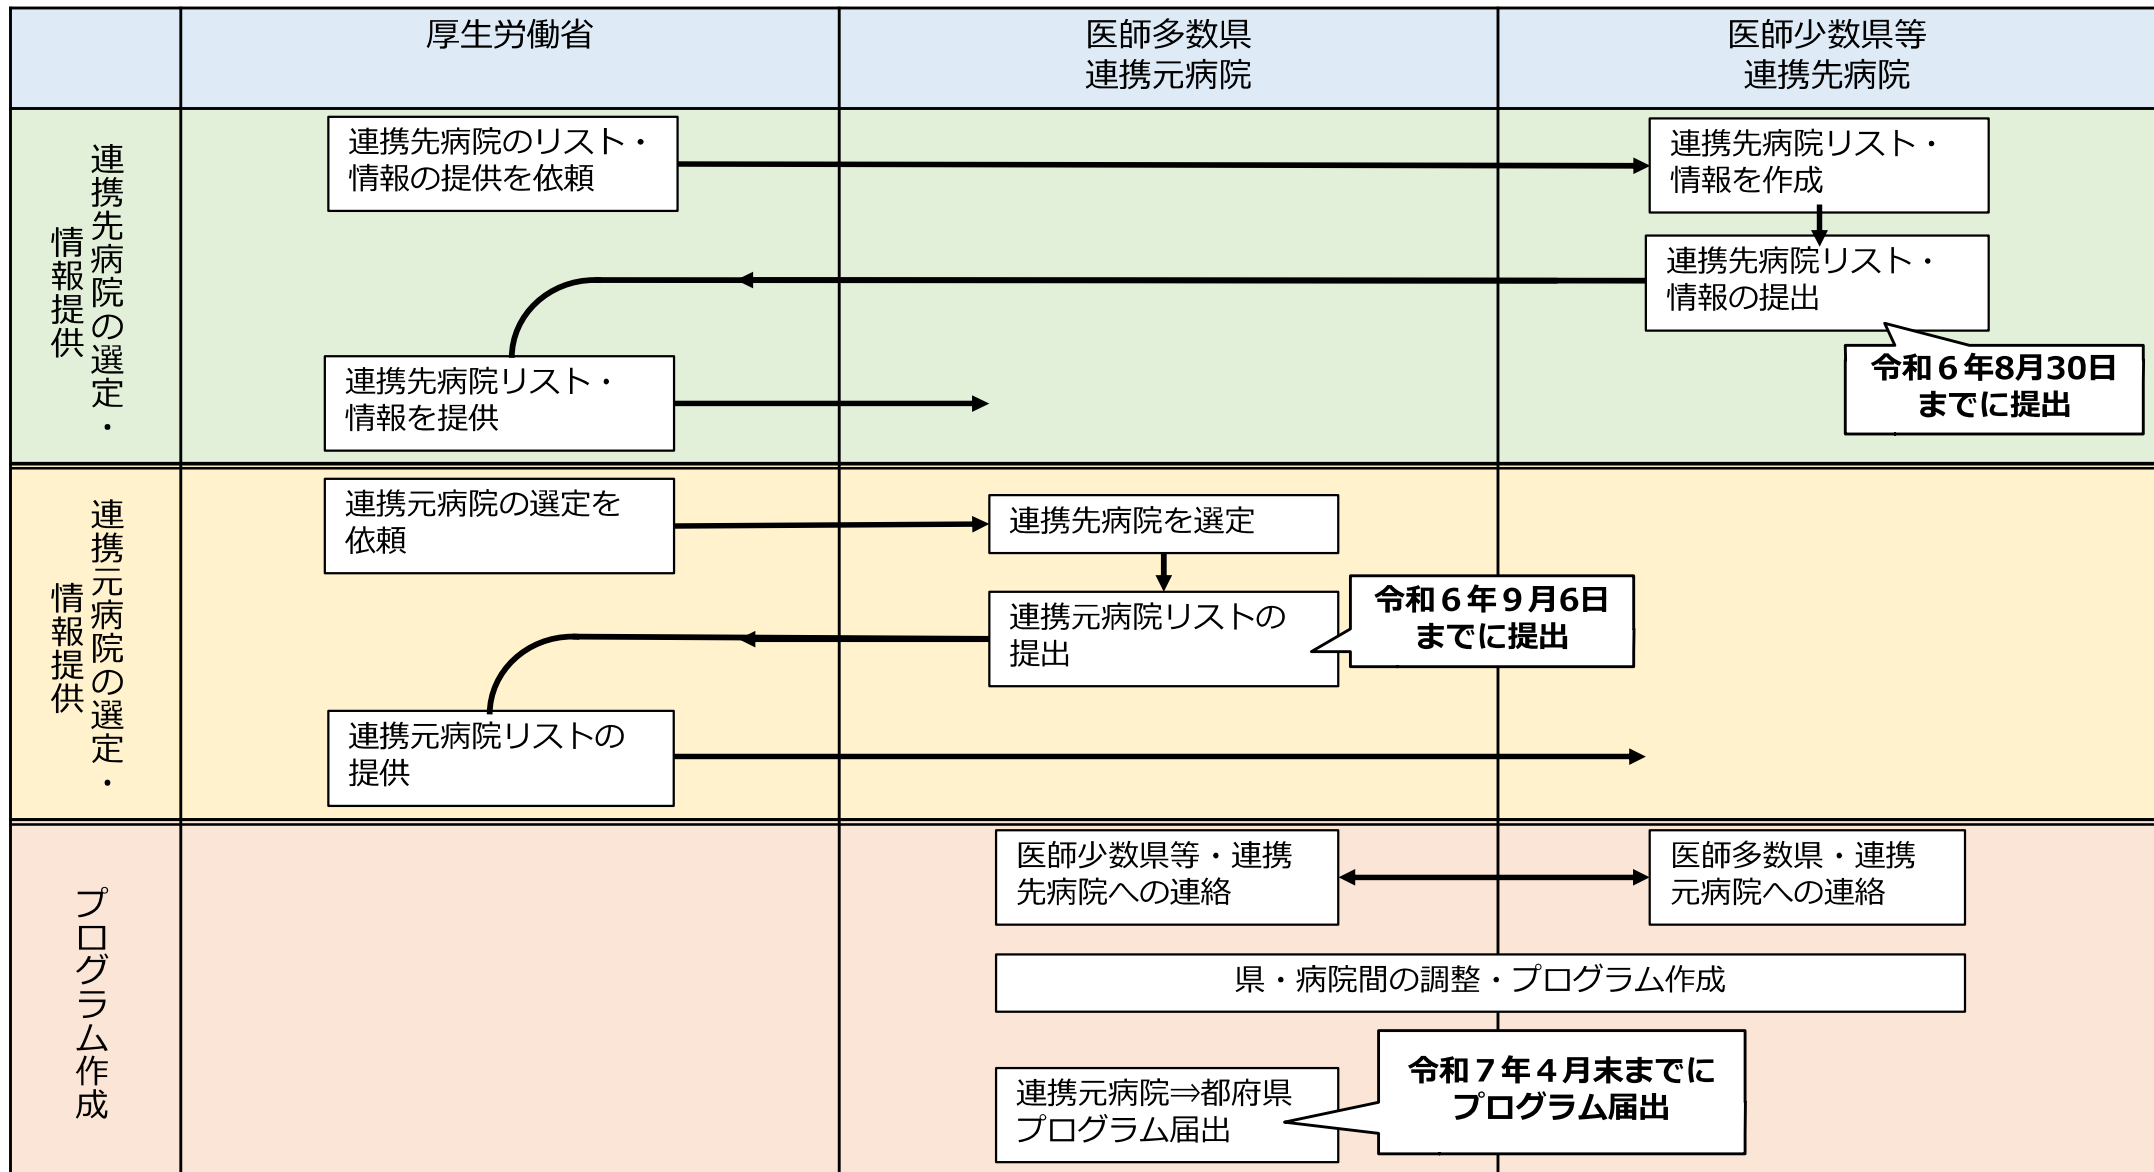 厚生労働省
医師多数県
連携元病院
医師少数県等
連携先病院
連携先病院の選定・
情報提供
連携先病院のリスト・
情報の提供を依頼
連携先病院リスト・
情報を作成
連携先病院リスト・
情報の提出
令和６年8月30日
までに提出
連携先病院リスト・
情報を提供
連携元病院の選定・
情報提供
連携元病院の選定を
依頼
連携先病院を選定
連携元病院リストの
提出
令和６年９月6日
までに提出
連携元病院リストの
提供
プログラム作成
医師少数県等・連携
先病院への連絡
医師多数県・連携
元病院への連絡
県・病院間の調整・プログラム作成
連携元病院⇒都府県
プログラム届出
令和７年４月末までに
プログラム届出